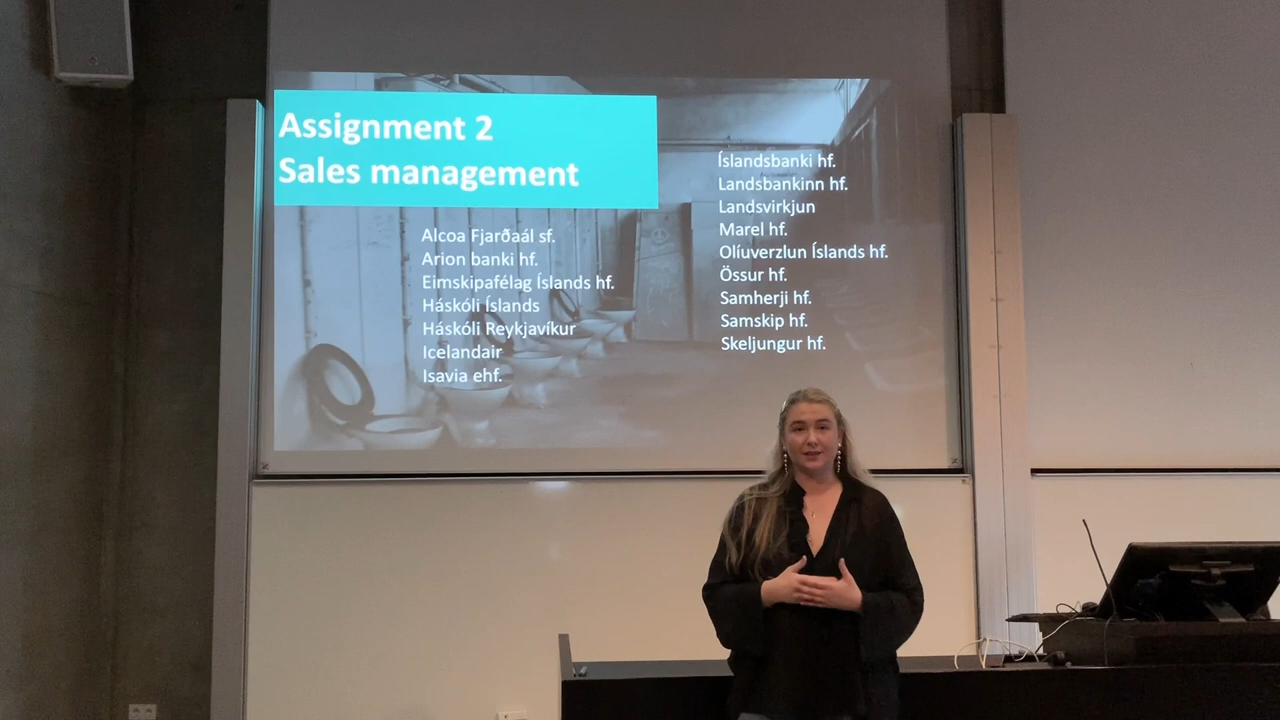 Assignment 2
Sales management
Alcoa Fjarðaál sf.
Arion banki hf.
Eimskipafélag Íslands hf.
Háskóli Íslands
Háskóli Reykjavíkur
Icelandair
Isavia ehf.
Íslandsbanki hf.
Landsbankinn hf.
Landsvirkjun
Marel hf.
Olíuverzlun Íslands hf.
Össur hf.
Samherji hf.
Samskip hf.
Skeljungur hf.